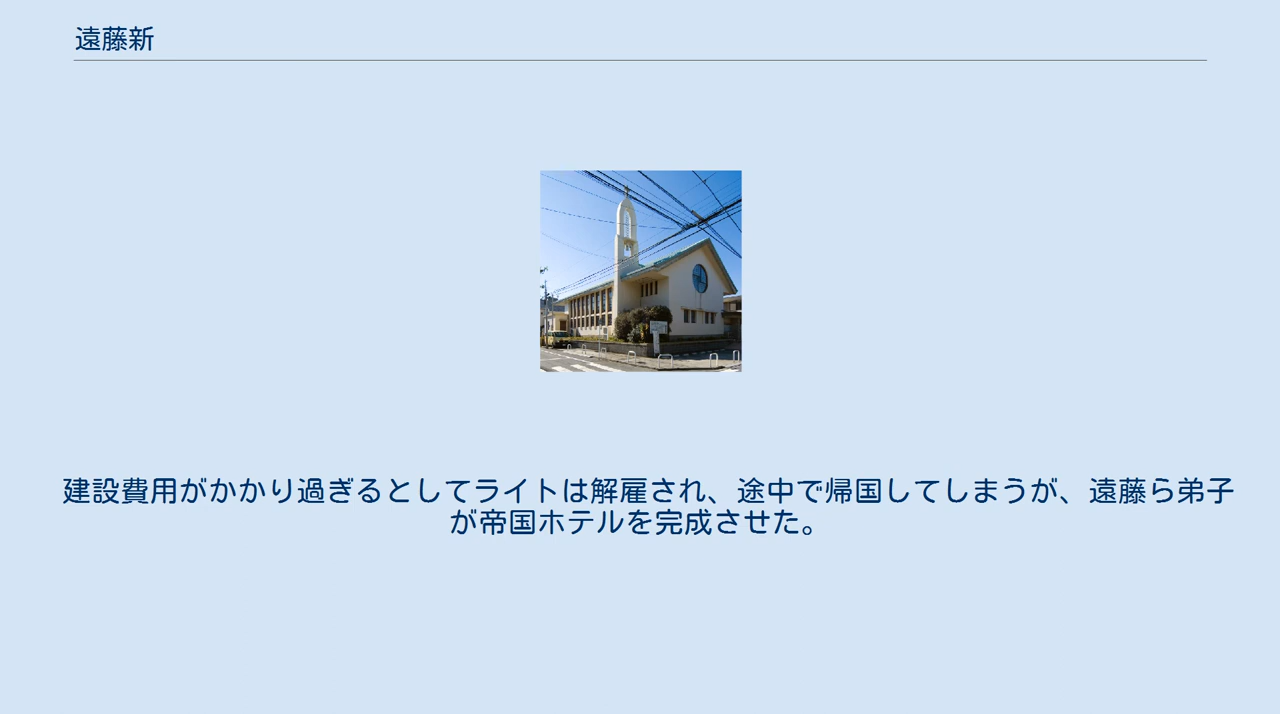 遠藤新
建設費用がかかり過ぎるとしてライトは解雇され、途中で帰国してしまうが、遠藤ら弟子
が帝国ホテルを完成させた。